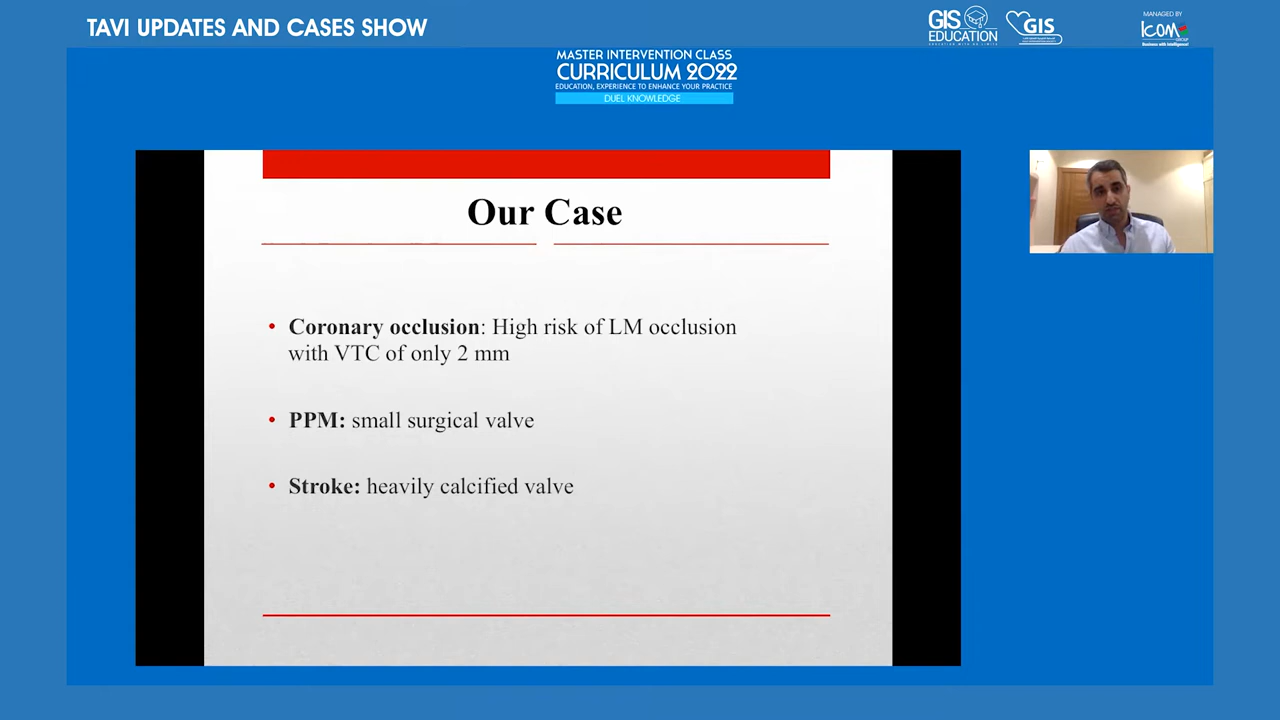 TAVI UPDATES AND CASES SHOW
GIS
EDUCATION
GIS
MANAGED BY
ICOM
GROUP
Business with Intelligence!
MASTER INTERVENTION CLASS
CURRICULUM 2022
EDUCATION, EXPERIENCE TO ENHANCE YOUR PRACTICE
DUEL KNOWLEDGE
Our Case
• Coronary occlusion: High risk of LM occlusion
with VTC of only 2 mm
• PPM: small surgical valve
• Stroke: heavily calcified valve